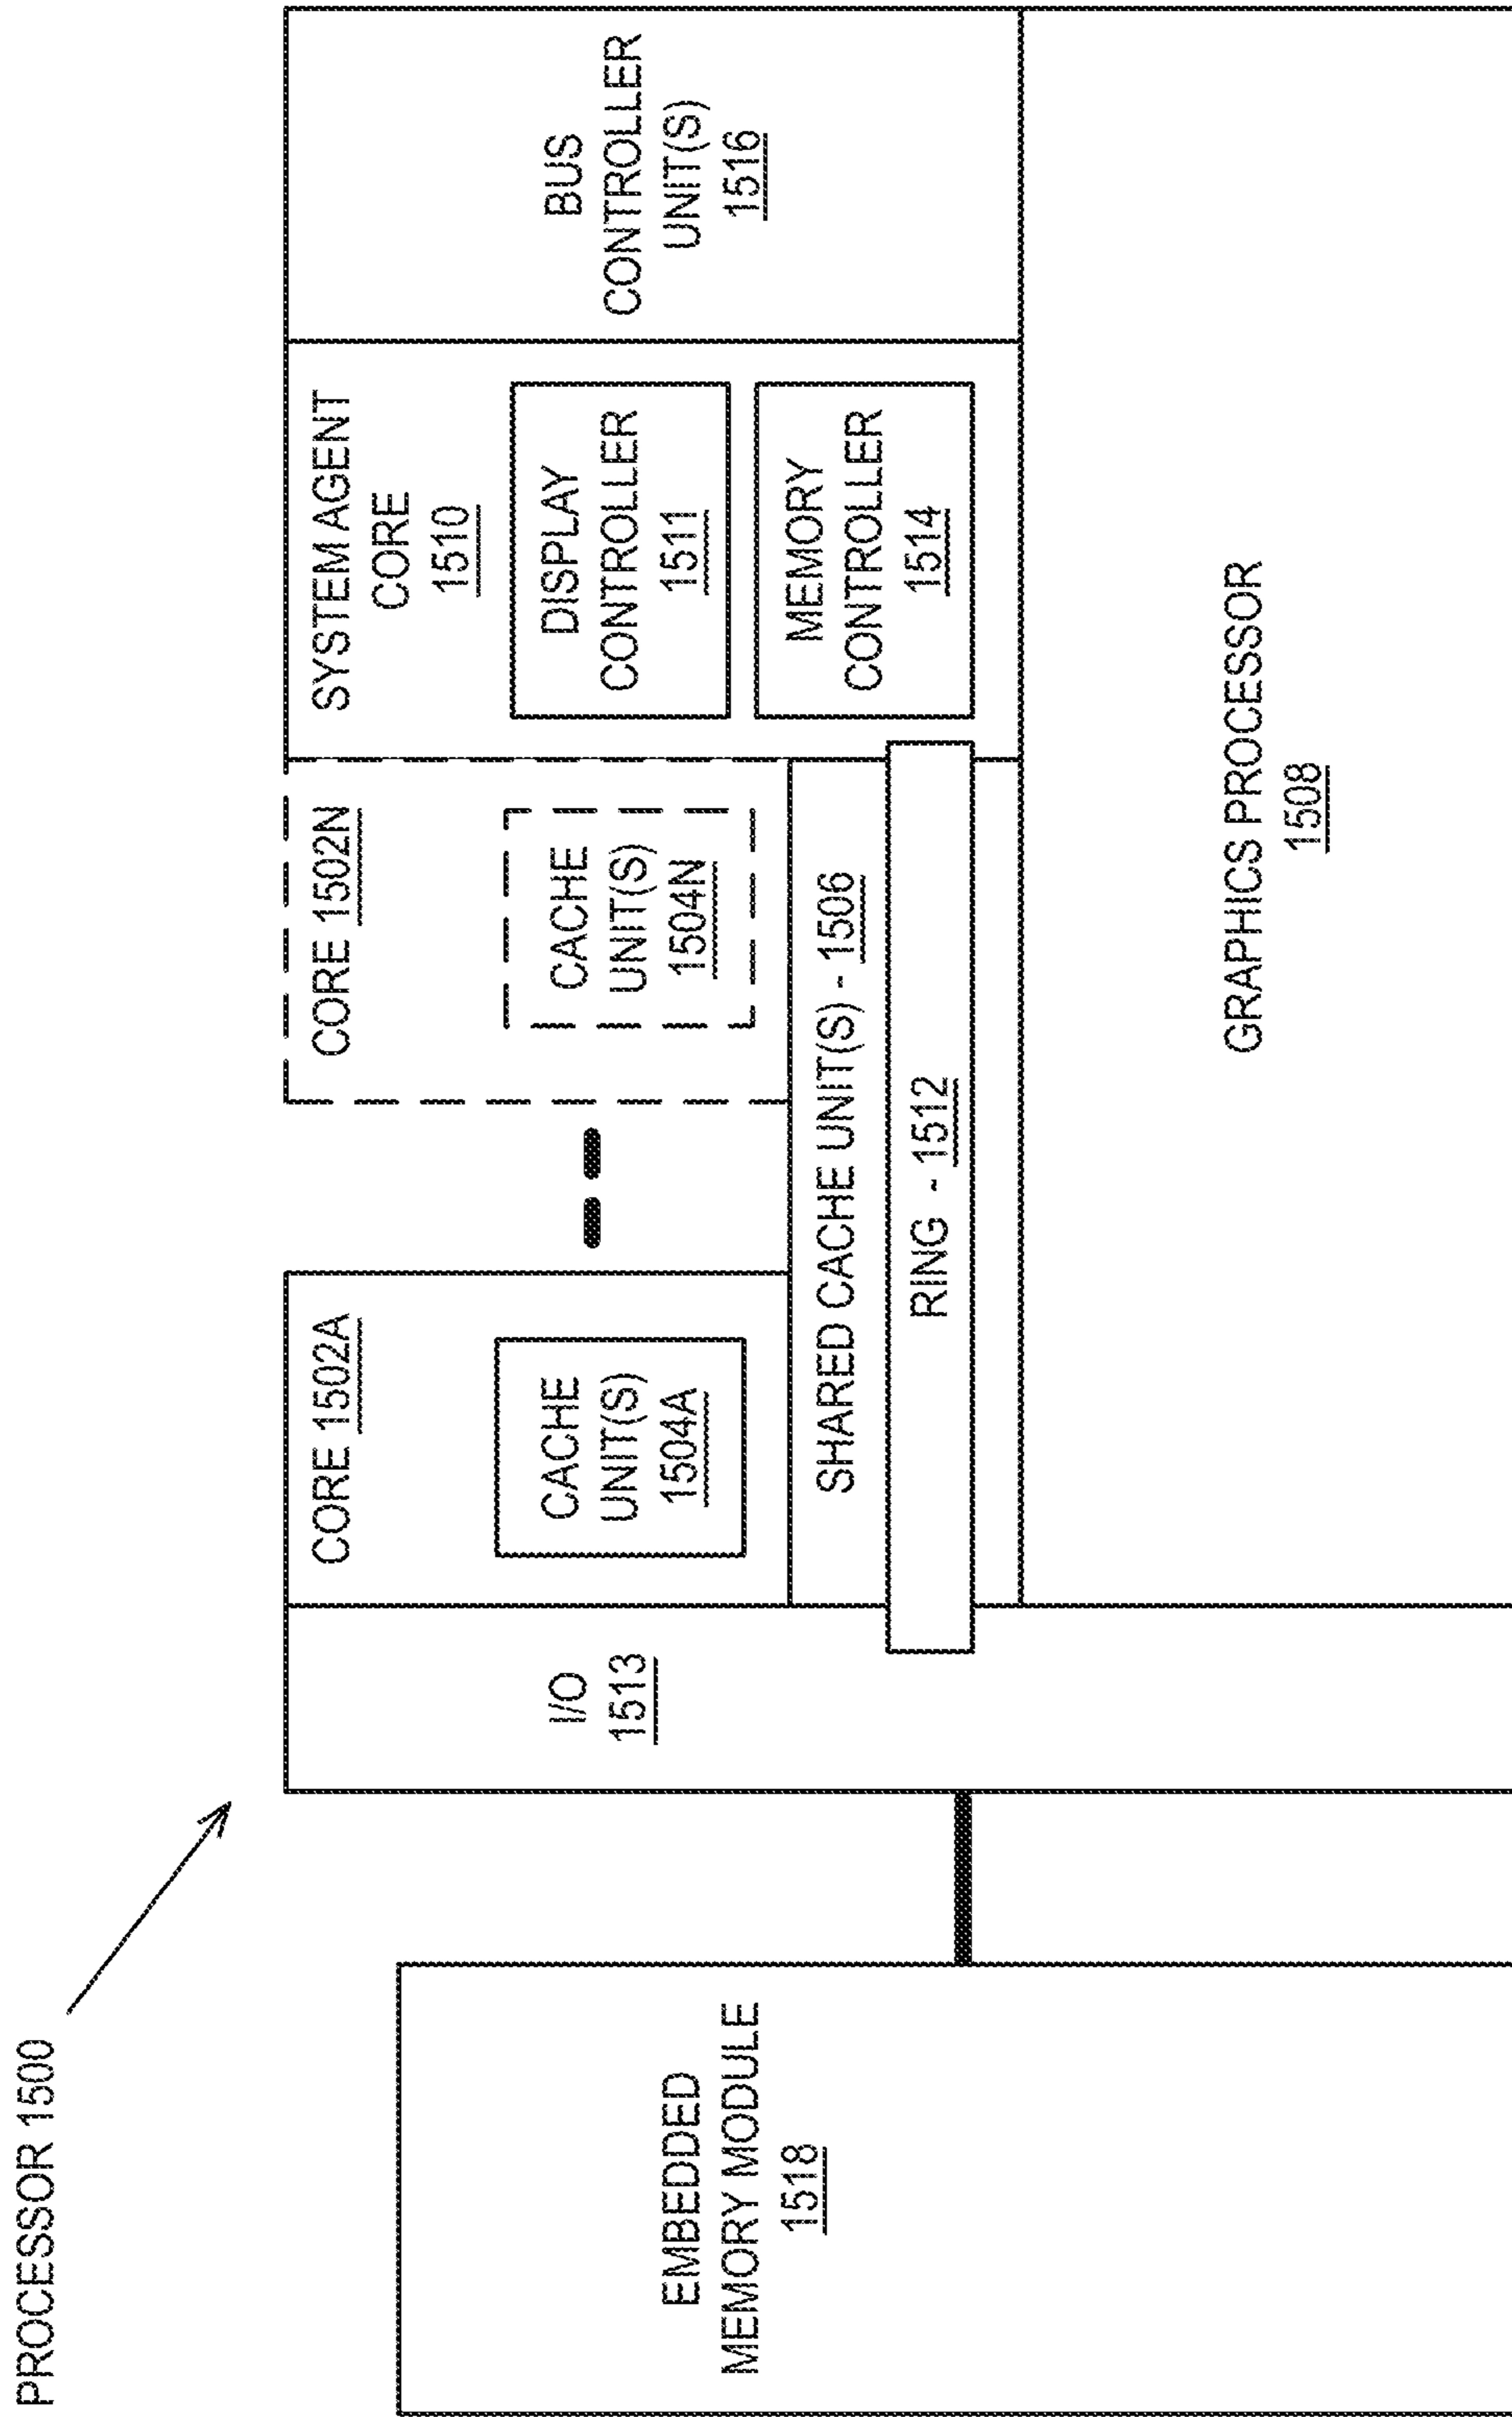 PROCESSOR 1500
EMBEDDED
MEMORY MODULE
1518
I/O
1513
CORE 1502A
CACHE
UNIT(S)
1504A
CORE 1502N
CACHE
UNIT(S)
1504N
SHARED CACHE UNIT(S) - 1506
RING - 1512
SYSTEM AGENT
CORE
1510
DISPLAY
CONTROLLER
1511
MEMORY
CONTROLLER
1514
BUS
CONTROLLER
UNIT(S)
1516
GRAPHICS PROCESSOR
1508